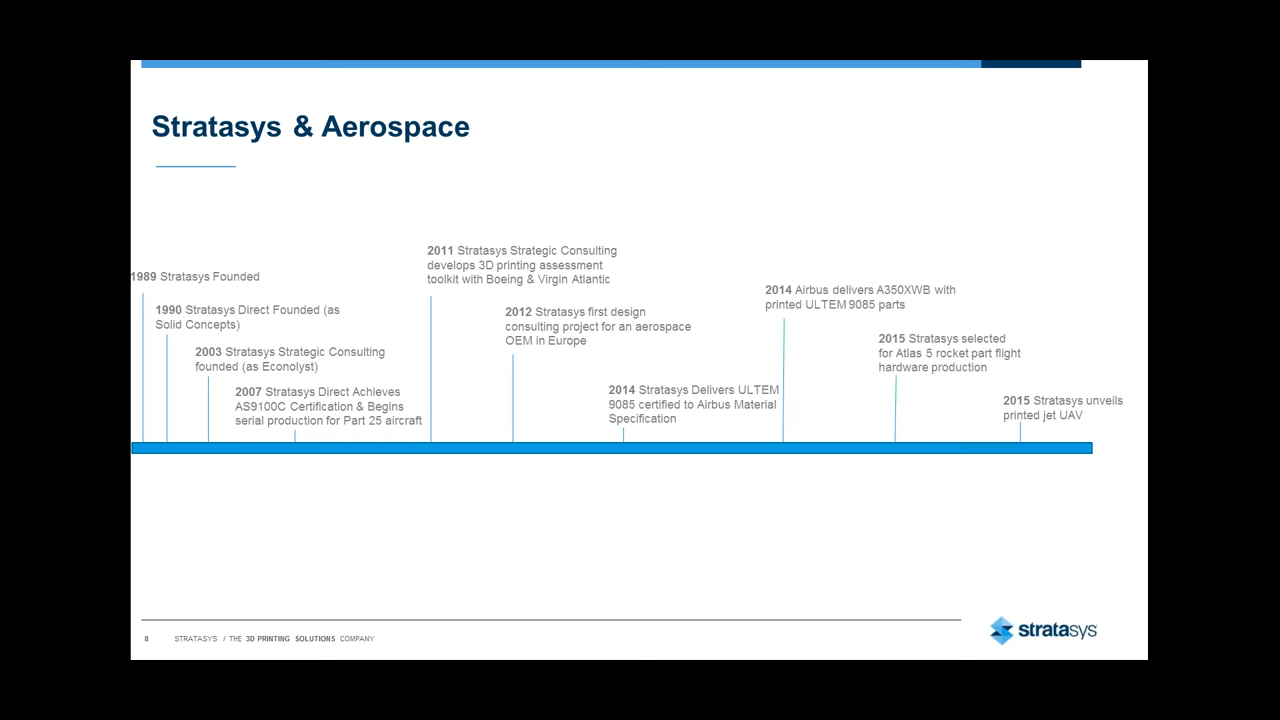 Stratasys & Aerospace
1989 Stratasys Founded
1990 Stratasys Direct Founded (as
Solid Concepts)
2003 Stratasys Strategic Consulting
founded (as Econolyst)
2007 Stratasys Direct Achieves
AS9100C Certification & Begins
serial production for Part 25 aircraft
2011 Stratasys Strategic Consulting
develops 3D printing assessment
toolkit with Boeing & Virgin Atlantic
2012 Stratasys first design
consulting project for an aerospace
OEM in Europe
2014 Stratasys Delivers ULTEM
9085 certified to Airbus Material
Specification
2014 Airbus delivers A350XWB with
printed ULTEM 9085 parts
2015 Stratasys selected
for Atlas 5 rocket part flight
hardware production
2015 Stratasys unveils
printed jet UAV
8 STRATASYS / THE 3D PRINTING SOLUTIONS COMPANY
stratasys